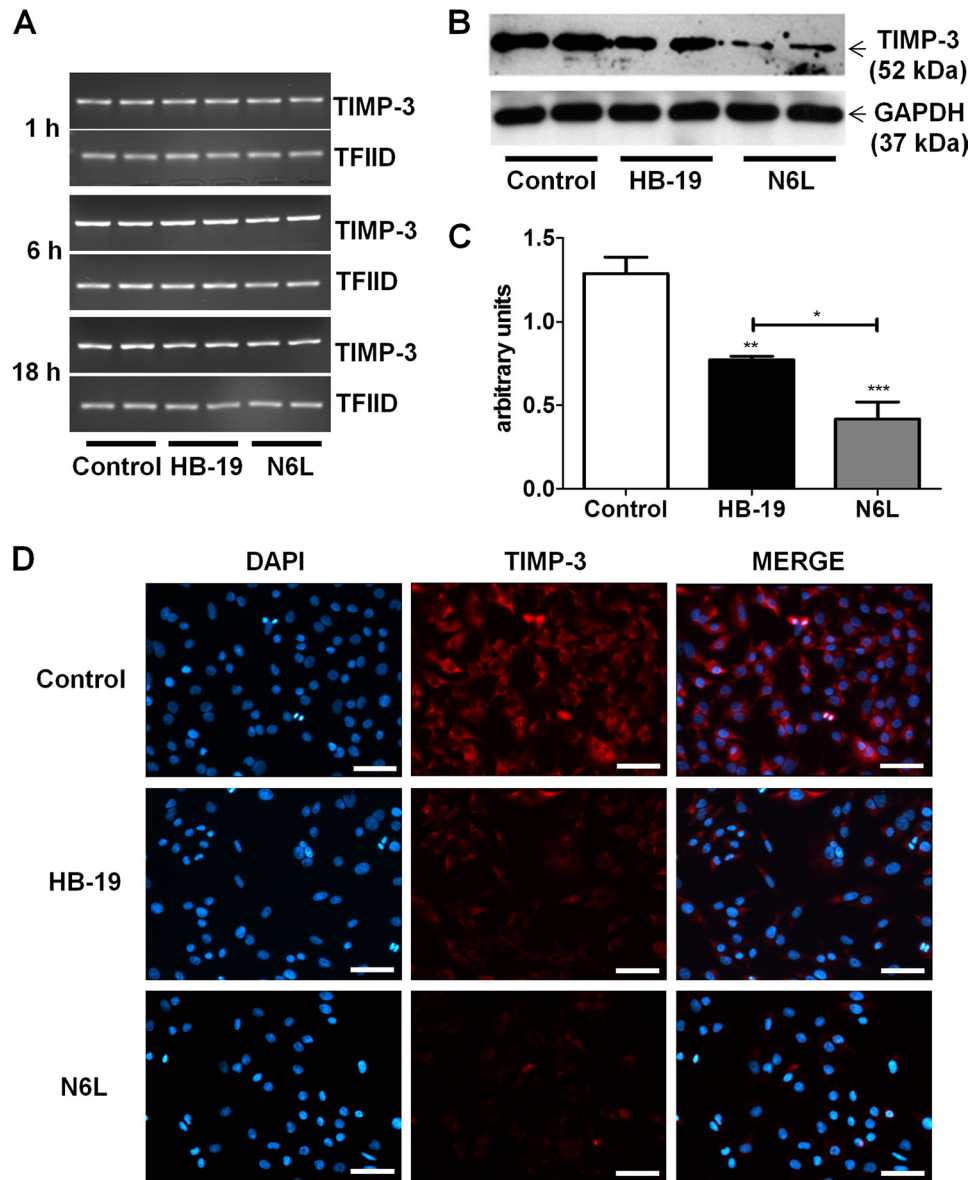 A
1 h
TIMP-3
TFIID
6 h
TIMP-3
TFIID
18 h
TIMP-3
TFIID
Control HB-19 N6L
B
TIMP-3
(52 kDa)
GAPDH
(37 kDa)
Control HB-19 N6L
C
arbitrary units
1.5
1.0
0.5
0.0
*
**
***
Control HB-19 N6L
D
DAPI TIMP-3 MERGE
Control
HB-19
N6L